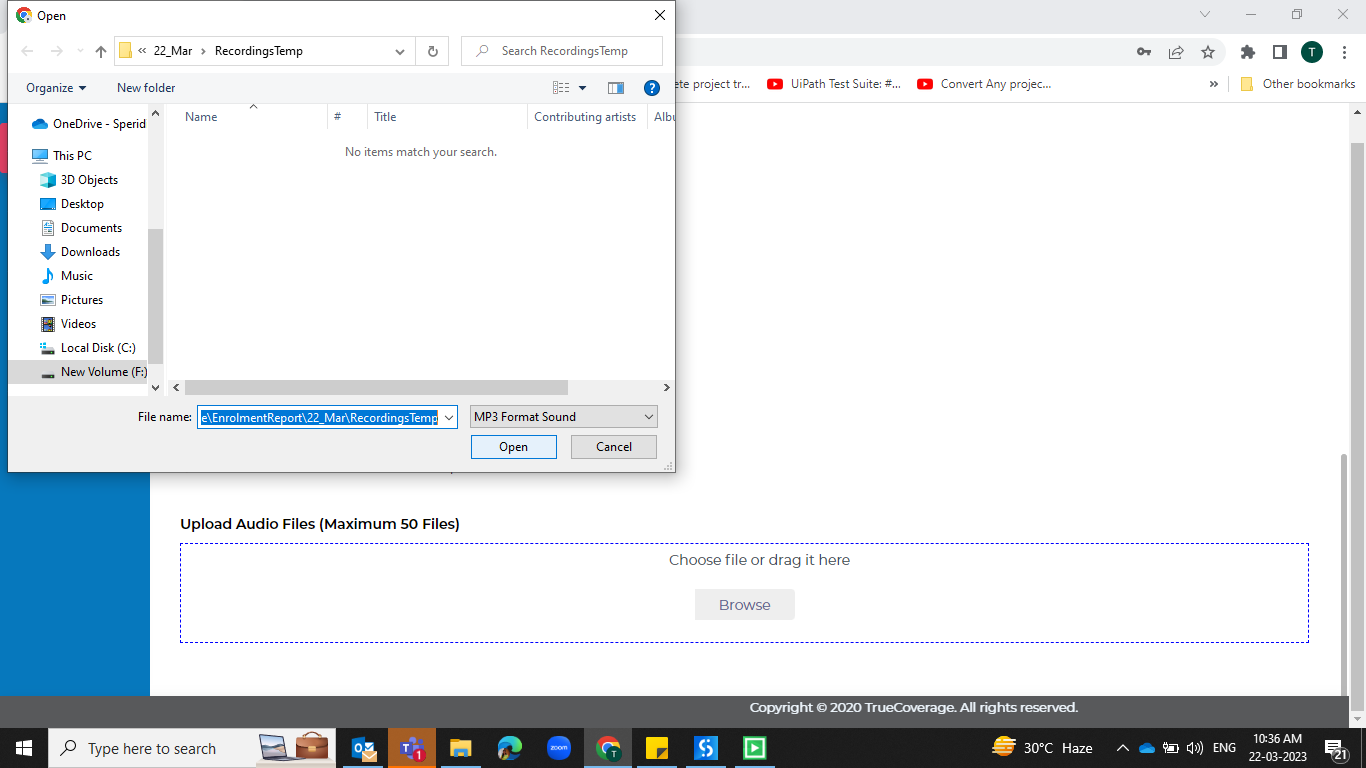 Open
22_Mar
RecordingsTemp
Search RecordingsTemp
Organize
New folder
ete project tr...
UiPath Test Suite: #...
Convert Any projec...
Other bookmarks
T
Name
#
Title
Contributing artists
Albu
No items match your search.
OneDrive - Sperid
This PC
3D Objects
Desktop
Documents
Downloads
Music
Pictures
Videos
Local Disk (C:)
New Volume (F:)
File name:
e\EnrolmentReport\22_Mar\RecordingsTemp
MP3 Format Sound
Open
Cancel
Upload Audio Files (Maximum 50 Files)
Choose file or drag it here
Browse
Copyright © 2020 TrueCoverage. All rights reserved.
Type here to search
1
zoom
T
30°C Haze
ENG
10:36 AM
22-03-2023
21